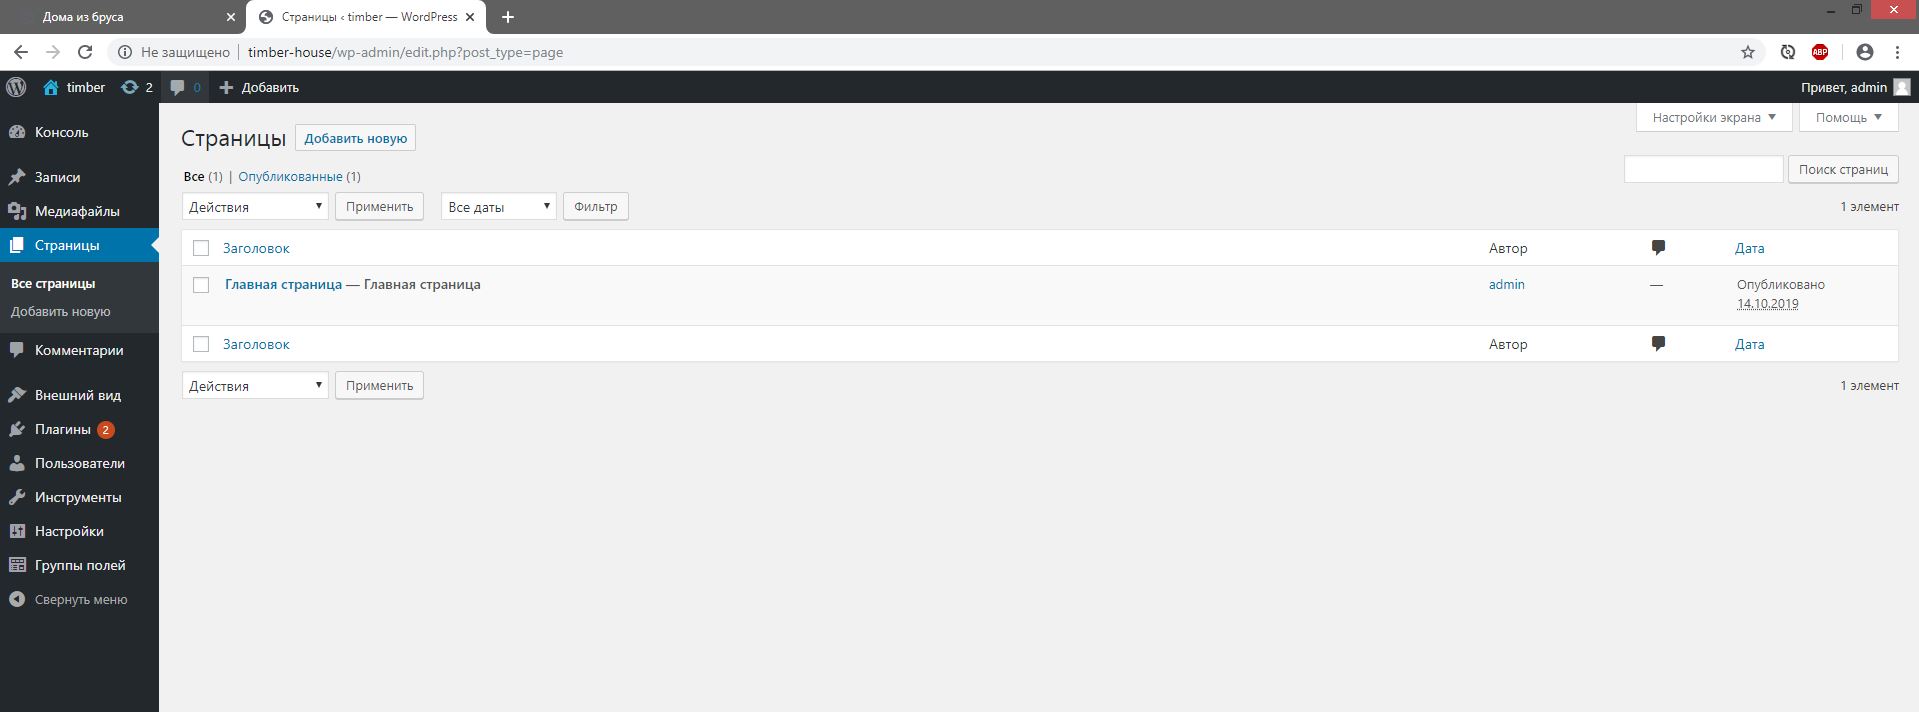 Дома из бруса
Страницы ‹ timber — WordPress
Не защищено | timber-house/wp-admin/edit.php?post_type=page
ABP
timber 2 0 Добавить
Привет, admin
Консоль
Записи
Медиафайлы
Страницы
Все страницы
Добавить новую
Комментарии
Внешний вид
Плагины 2
Пользователи
Инструменты
Настройки
Группы полей
Свернуть меню
Настройки экрана Помощь
Страницы Добавить новую
Все (1) | Опубликованные (1)
Поиск страниц
Действия Применить Все даты Фильтр
1 элемент
Заголовок Автор Дата
Главная страница — Главная страница admin — Опубликовано
14.10.2019
Заголовок Автор Дата
Действия Применить
1 элемент